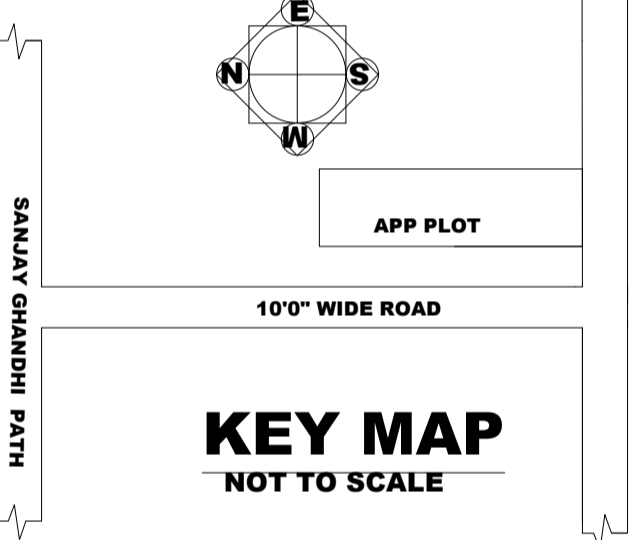 E
N
S
W
APP PLOT
SANJAY GHANDHI PATH
10'0" WIDE ROAD
KEY MAP
NOT TO SCALE